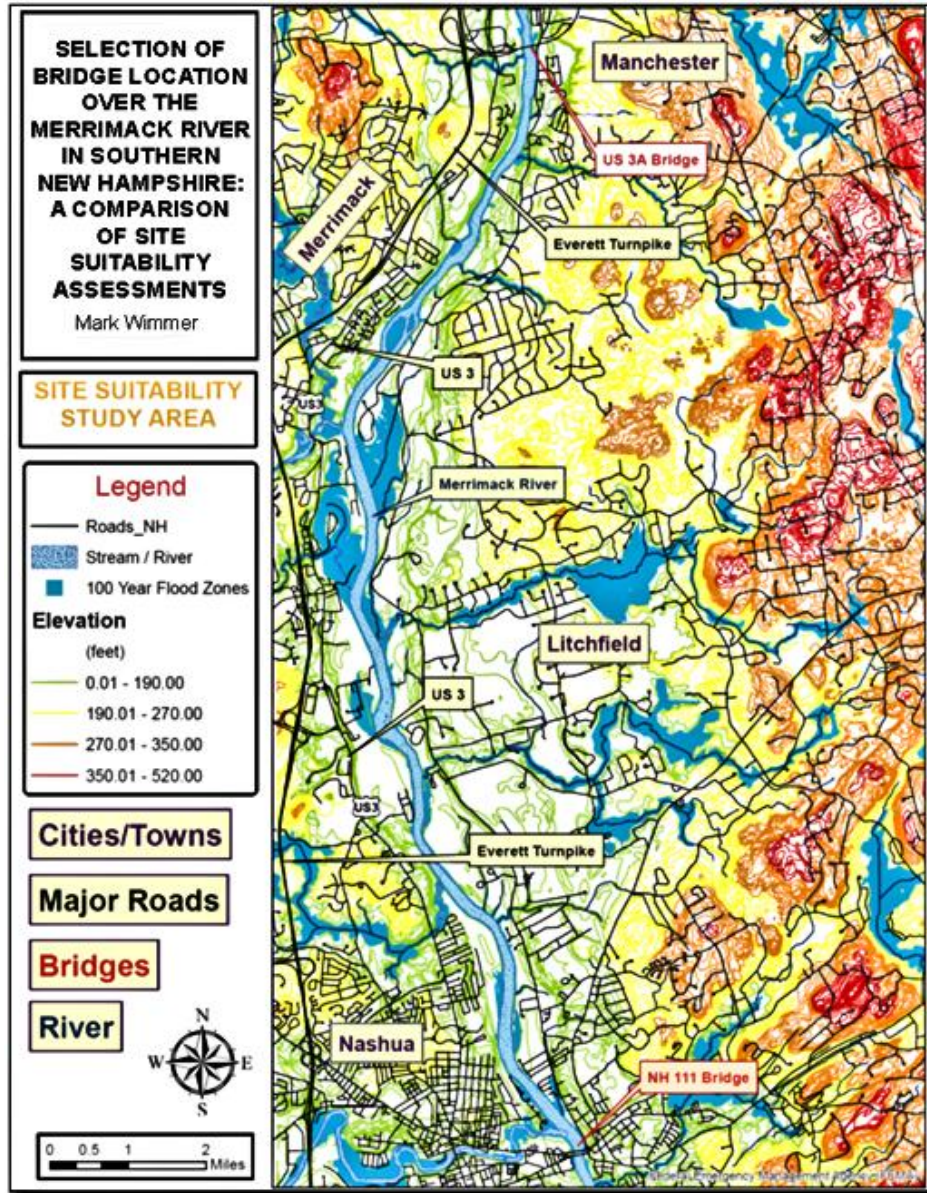 SELECTION OF
BRIDGE LOCATION
OVER THE
MERRIMACK RIVER
IN SOUTHERN
NEW HAMPSHIRE:
A COMPARISON
OF SITE
SUITABILITY
ASSESSMENTS
Mark Wimmer
SITE SUITABILITY
STUDY AREA
Legend
Roads_NH
Stream / River
100 Year Flood Zones
Elevation
(feet)
0.01 - 190.00
190.01 - 270.00
270.01 - 350.00
350.01 - 520.00
Cities/Towns
Major Roads
Bridges
River
N
W E
S
0 0.5 1 2
Miles
Manchester
US 3A Bridge
Merrimack
Everett Turnpike
US 3
US3
Merrimack River
Litchfield
US 3
US3
Everett Turnpike
Nashua
NH 111 Bridge
Federal Emergency Management Agency